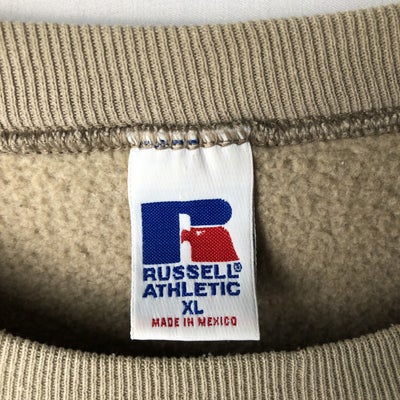 R
RUSSELL®
ATHLETIC
XL
MADE IN MEXICO